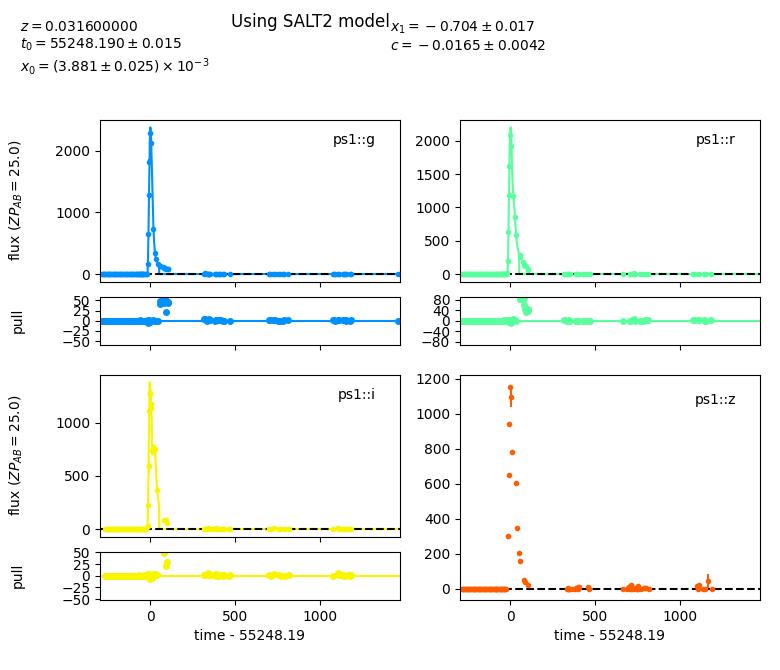 Using SALT2 model
z = 0.031600000
t₀ = 55248.190 ± 0.015
x₀ = (3.881 ± 0.025) × 10⁻³
x₁ = −0.704 ± 0.017
c = −0.0165 ± 0.0042
flux (ZP_AB = 25.0)
2000
1000
0
ps1::g
2000
1500
1000
500
0
ps1::r
pull
50
25
0
−25
−50
80
40
0
−40
−80
flux (ZP_AB = 25.0)
1000
500
0
ps1::i
1200
1000
800
600
400
200
0
ps1::z
pull
50
25
0
−25
−50
0 500 1000
time - 55248.19
0 500 1000
time - 55248.19